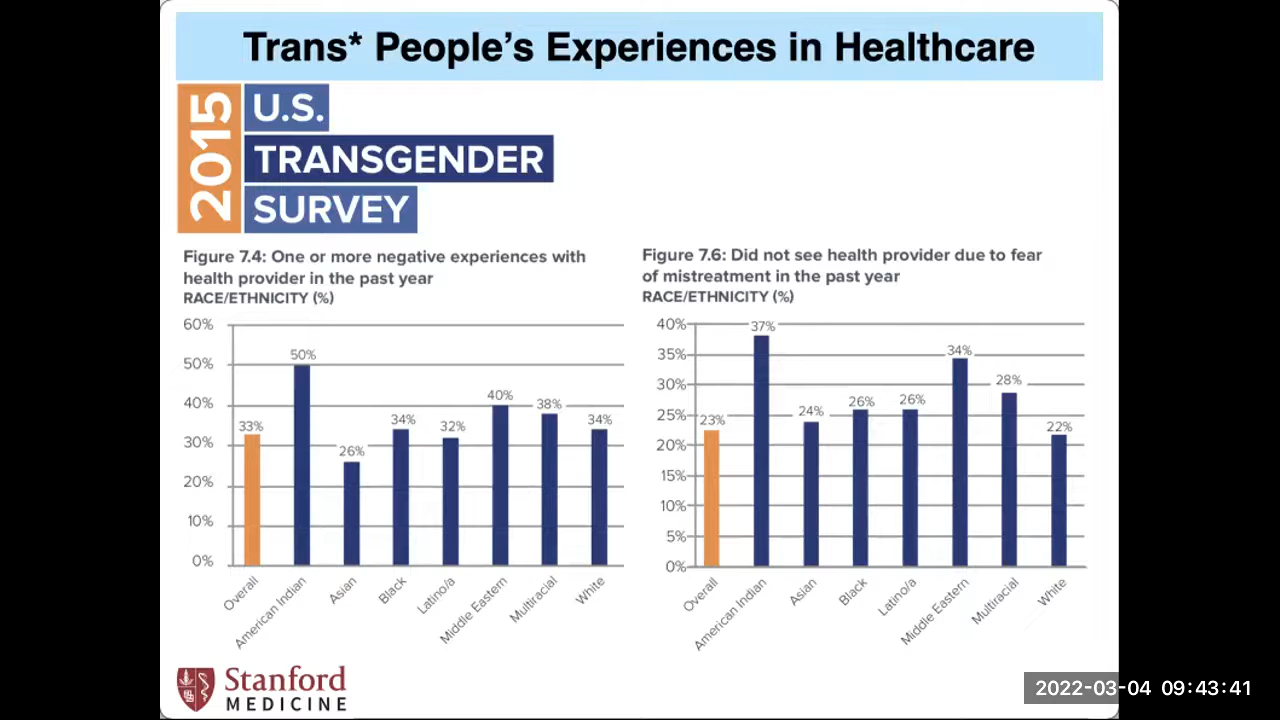 Trans* People's Experiences in Healthcare
2015
U.S.
TRANSGENDER
SURVEY
Figure 7.4: One or more negative experiences with
health provider in the past year
RACE/ETHNICITY (%)
60%
50%
40%
30%
20%
10%
0%
33%
50%
26%
34%
32%
40%
38%
34%
Overall
American Indian
Asian
Black
Latino/a
Middle Eastern
Multiracial
White
Figure 7.6: Did not see health provider due to fear
of mistreatment in the past year
RACE/ETHNICITY (%)
40%
35%
30%
25%
20%
15%
10%
5%
0%
23%
37%
24%
26%
26%
34%
28%
22%
Overall
American Indian
Asian
Black
Latino/a
Middle Eastern
Multiracial
White
Stanford
MEDICINE
2022-03-04 09:43:41